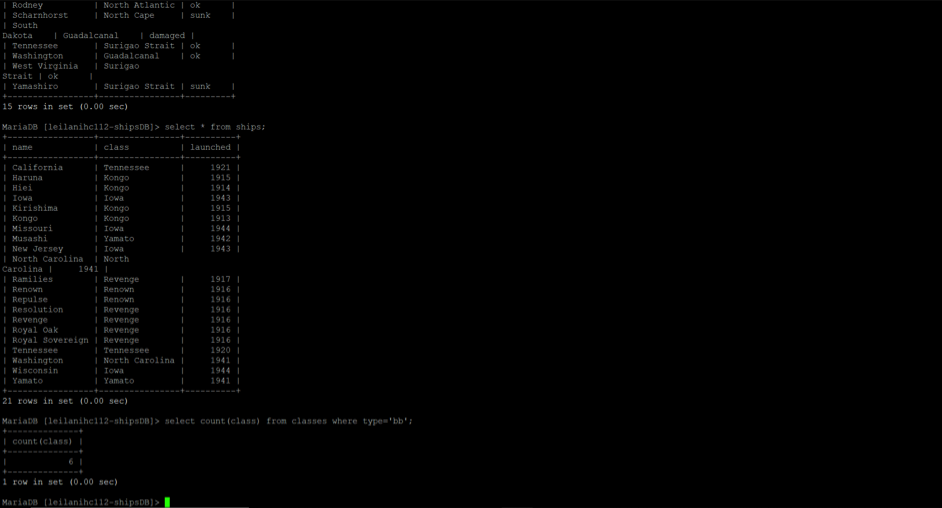 | Rodney          | North Atlantic | ok      |
| Scharnhorst     | North Cape     | sunk    |
| South
Dakota    | Guadalcanal    | damaged |
| Tennessee       | Surigao Strait | ok      |
| Washington      | Guadalcanal    | ok      |
| West Virginia   | Surigao
Strait | ok      |
| Yamashiro       | Surigao Strait | sunk    |
+-----------------+----------------+---------+
15 rows in set (0.00 sec)
MariaDB [leilanihc112-shipsDB]> select * from ships;
+-----------------+----------------+----------+
| name            | class          | launched |
+-----------------+----------------+----------+
| California      | Tennessee      |     1921 |
| Haruna          | Kongo          |     1915 |
| Hiei            | Kongo          |     1914 |
| Iowa            | Iowa           |     1943 |
| Kirishima       | Kongo          |     1915 |
| Kongo           | Kongo          |     1913 |
| Missouri        | Iowa           |     1944 |
| Musashi         | Yamato         |     1942 |
| New Jersey      | Iowa           |     1943 |
| North Carolina  | North
Carolina |     1941 |
| Ramilies        | Revenge        |     1917 |
| Renown          | Renown         |     1916 |
| Repulse         | Renown         |     1916 |
| Resolution      | Revenge        |     1916 |
| Revenge         | Revenge        |     1916 |
| Royal Oak       | Revenge        |     1916 |
| Royal Sovereign | Revenge        |     1916 |
| Tennessee       | Tennessee      |     1920 |
| Washington      | North Carolina |     1941 |
| Wisconsin       | Iowa           |     1944 |
| Yamato          | Yamato         |     1941 |
+-----------------+----------------+----------+
21 rows in set (0.00 sec)
MariaDB [leilanihc112-shipsDB]> select count(class) from classes where type='bb';
+--------------+
| count(class) |
+--------------+
|            6 |
+--------------+
1 row in set (0.00 sec)
MariaDB [leilanihc112-shipsDB]>